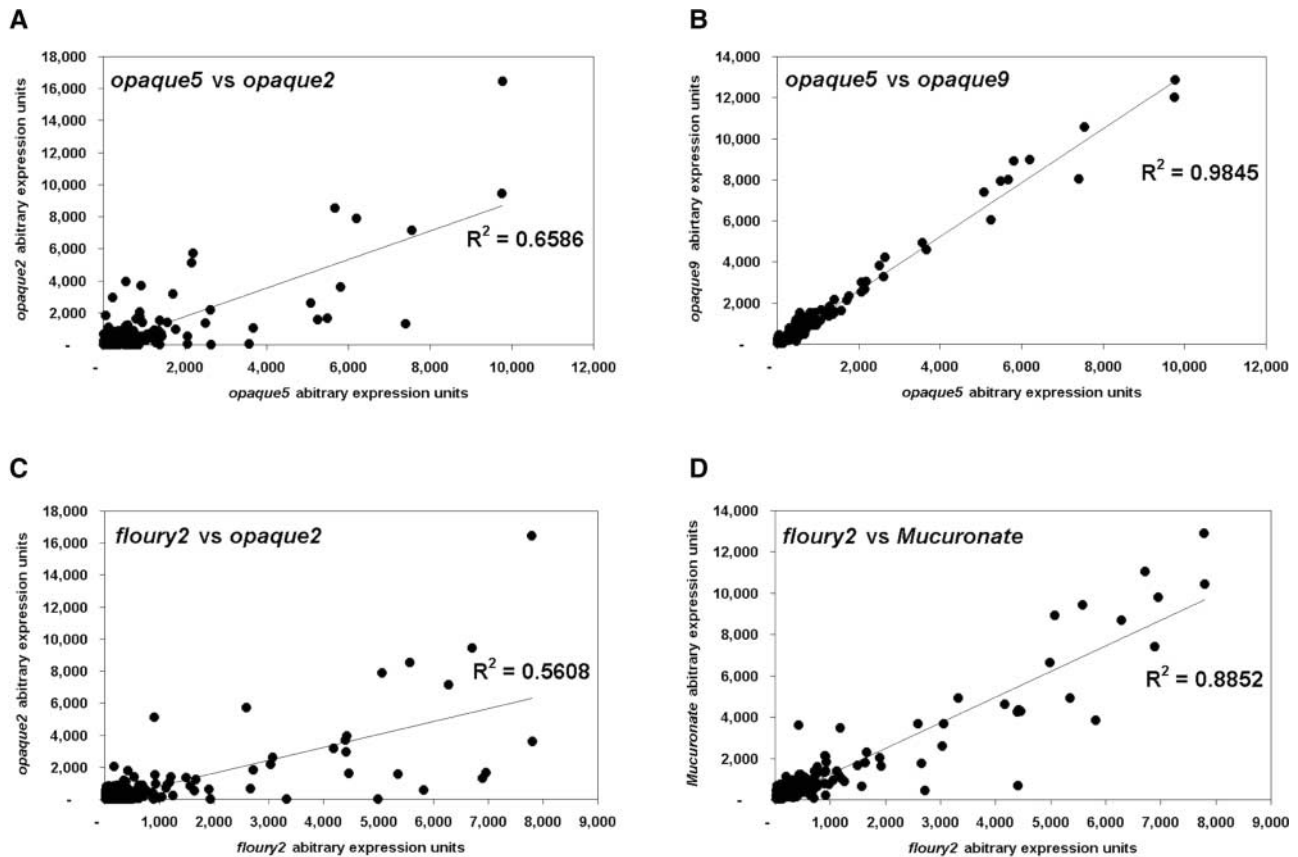 A
opaque5 vs opaque2
18,000
16,000
14,000
12,000
10,000
8,000
6,000
4,000
2,000
-
opaque2 abitrary expression units
R² = 0.6586
- 2,000 4,000 6,000 8,000 10,000 12,000
opaque5 abitrary expression units
B
opaque5 vs opaque9
14,000
12,000
10,000
8,000
6,000
4,000
2,000
-
opaque9 abirtary expression units
R² = 0.9845
- 2,000 4,000 6,000 8,000 10,000 12,000
opaque5 abitrary expression units
C
floury2 vs opaque2
18,000
16,000
14,000
12,000
10,000
8,000
6,000
4,000
2,000
-
opaque2 abitrary expression units
R² = 0.5608
- 1,000 2,000 3,000 4,000 5,000 6,000 7,000 8,000 9,000
floury2 abitrary expression units
D
floury2 vs Mucuronate
14,000
12,000
10,000
8,000
6,000
4,000
2,000
-
Mucuronate abitrary expression units
R² = 0.8852
- 1,000 2,000 3,000 4,000 5,000 6,000 7,000 8,000 9,000
floury2 abitrary expression units